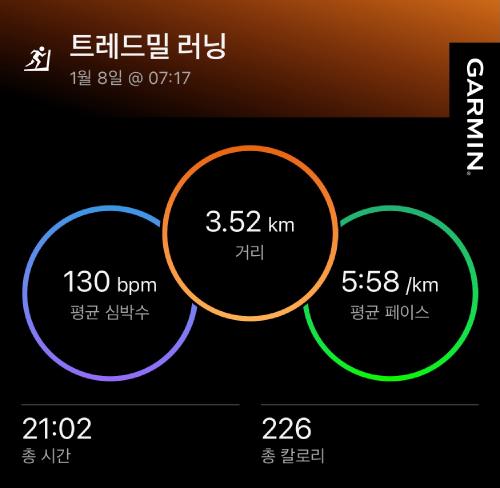 트레드밀 러닝
1월 8일 @ 07:17
GARMIN
3.52 km
거리
130 bpm
평균 심박수
5:58 /km
평균 페이스
21:02
총 시간
226
총 칼로리